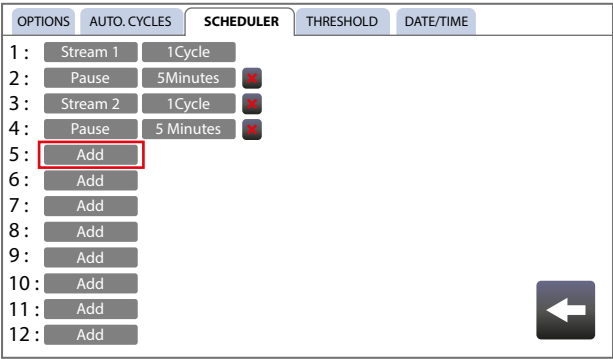 OPTIONS AUTO. CYCLES SCHEDULER THRESHOLD DATE/TIME
1 : Stream 1 1Cycle
2 : Pause 5Minutes
3 : Stream 2 1Cycle
4 : Pause 5 Minutes
5 : Add
6 : Add
7 : Add
8 : Add
9 : Add
10 : Add
11 : Add
12 : Add